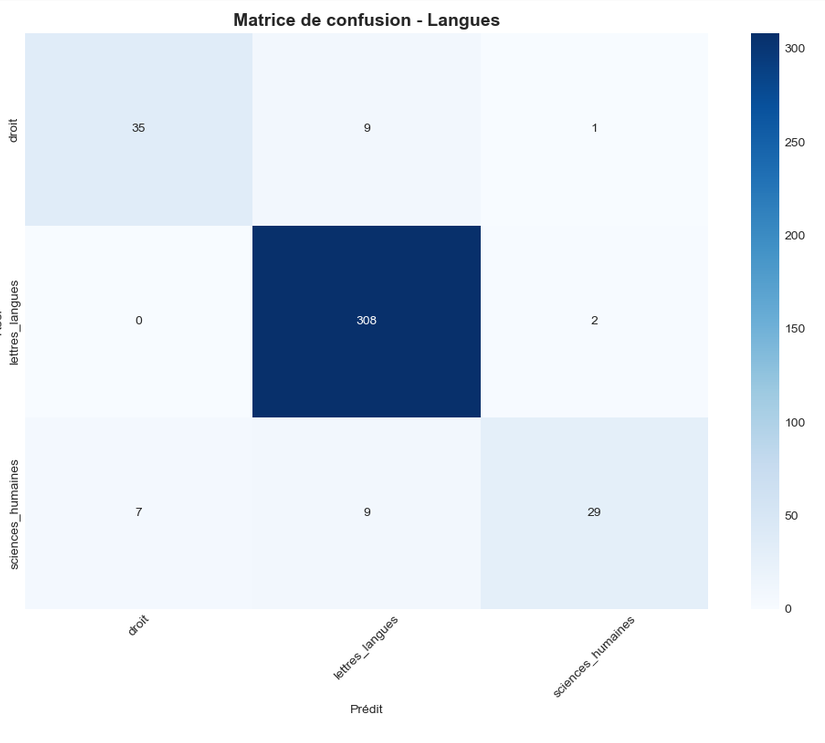 Matrice de confusion - Langues
droit
35
9
1
lettres_langues
0
308
2
sciences_humaines
7
9
29
droit
lettres_langues
sciences_humaines
Prédit
300
250
200
150
100
50
0